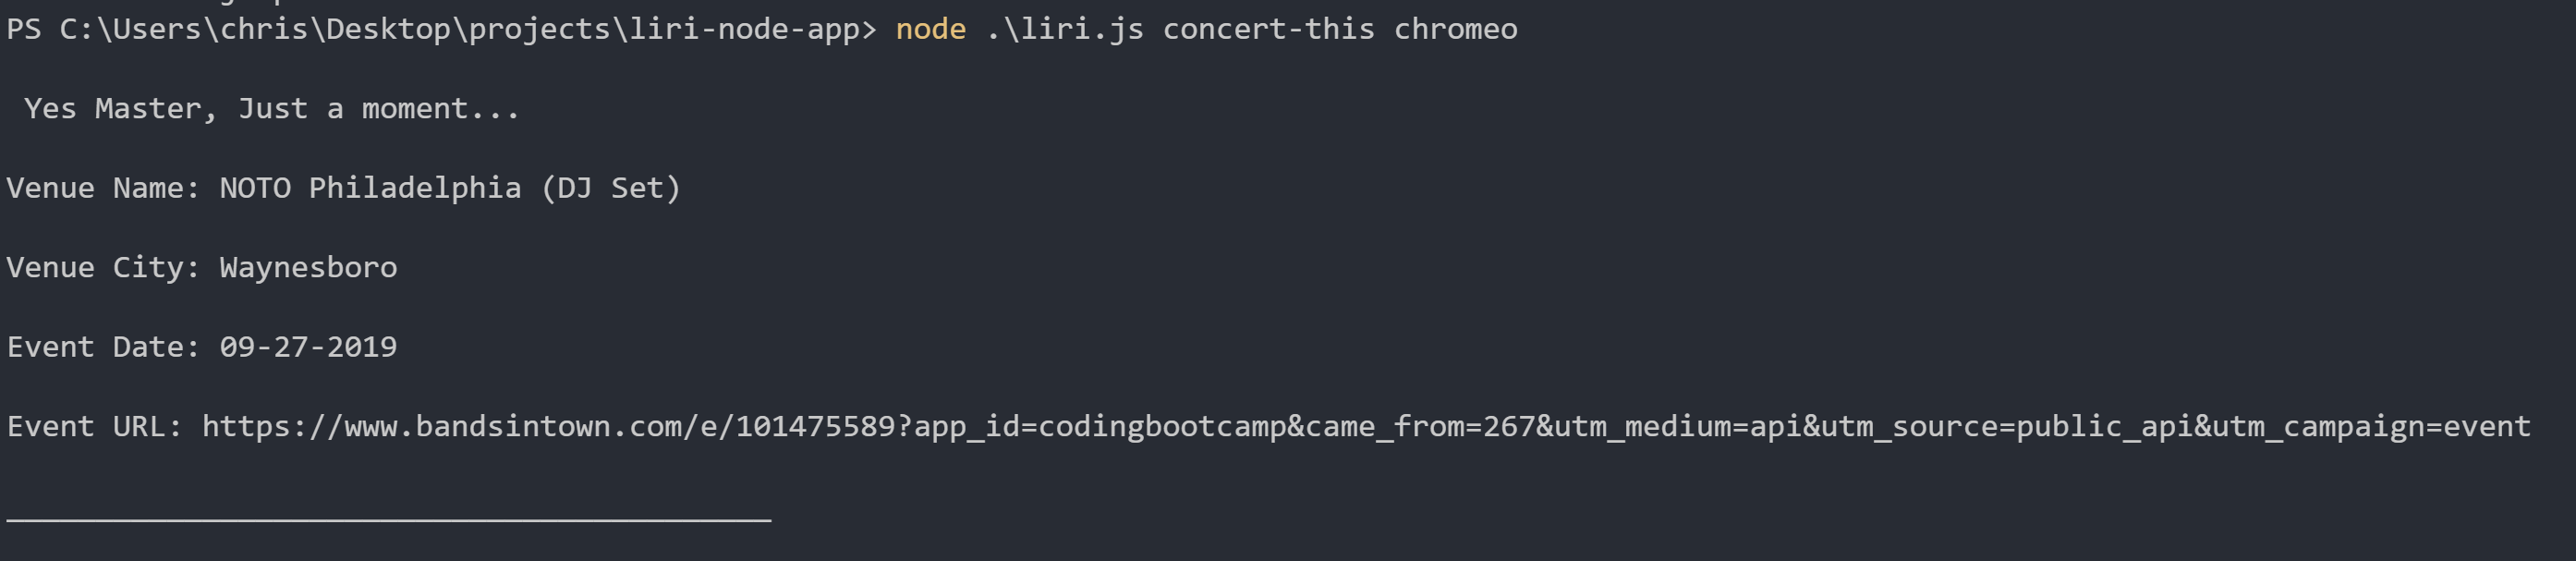 PS C:\Users\chris\Desktop\projects\liri-node-app> node .\liri.js concert-this chromeo
Yes Master, Just a moment...
Venue Name: NOTO Philadelphia (DJ Set)
Venue City: Waynesboro
Event Date: 09-27-2019
Event URL: https://www.bandsintown.com/e/101475589?app_id=codingbootcamp&came_from=267&utm_medium=api&utm_source=public_api&utm_campaign=event
___________________________________________